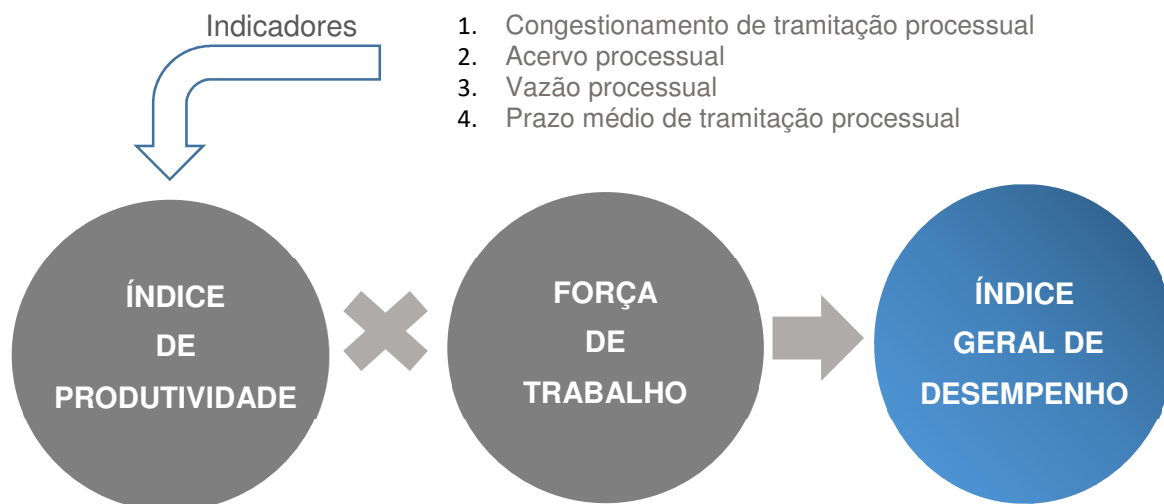 Indicadores
1. Congestionamento de tramitação processual
2. Acervo processual
3. Vazão processual
4. Prazo médio de tramitação processual
ÍNDICE
DE
PRODUTIVIDADE
FORÇA
DE
TRABALHO
ÍNDICE
GERAL DE
DESEMPENHO